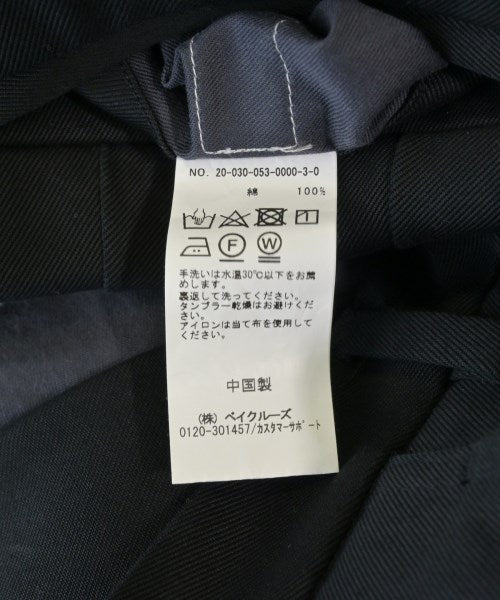 NO. 20-030-053-0000-3-0
綿 100%
F W
手洗いは水温30℃以下をお薦
めします。
裏返して洗ってください。
タンブラー乾燥はお避けくだ
さい。
アイロンは当て布を使用して
ください。
中国製
(株) ベイクルーズ
0120-301457/カスタマーサポート